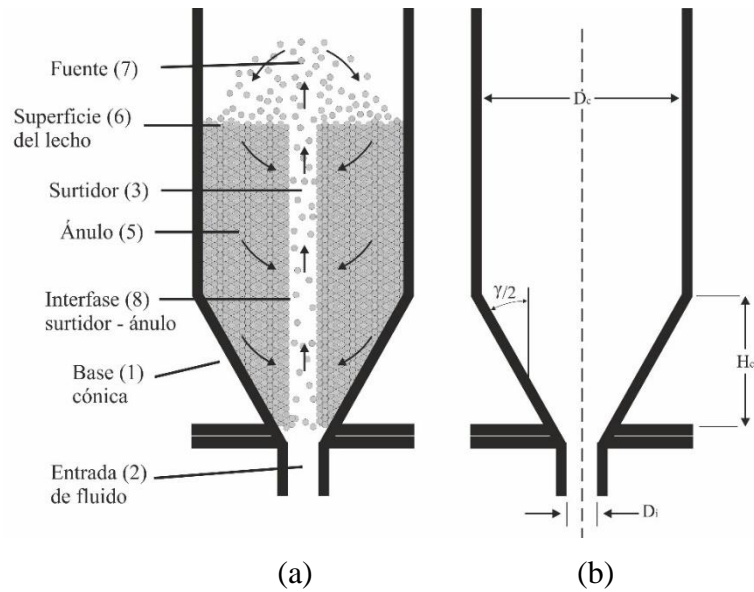 Fuente (7)
Superficie (6)
del lecho
Surtidor (3)
Ánulo (5)
Interfase (8)
surtidor - ánulo
Base (1)
cónica
Entrada (2)
de fluido
(a)
Dc
γ/2
Hc
Di
(b)